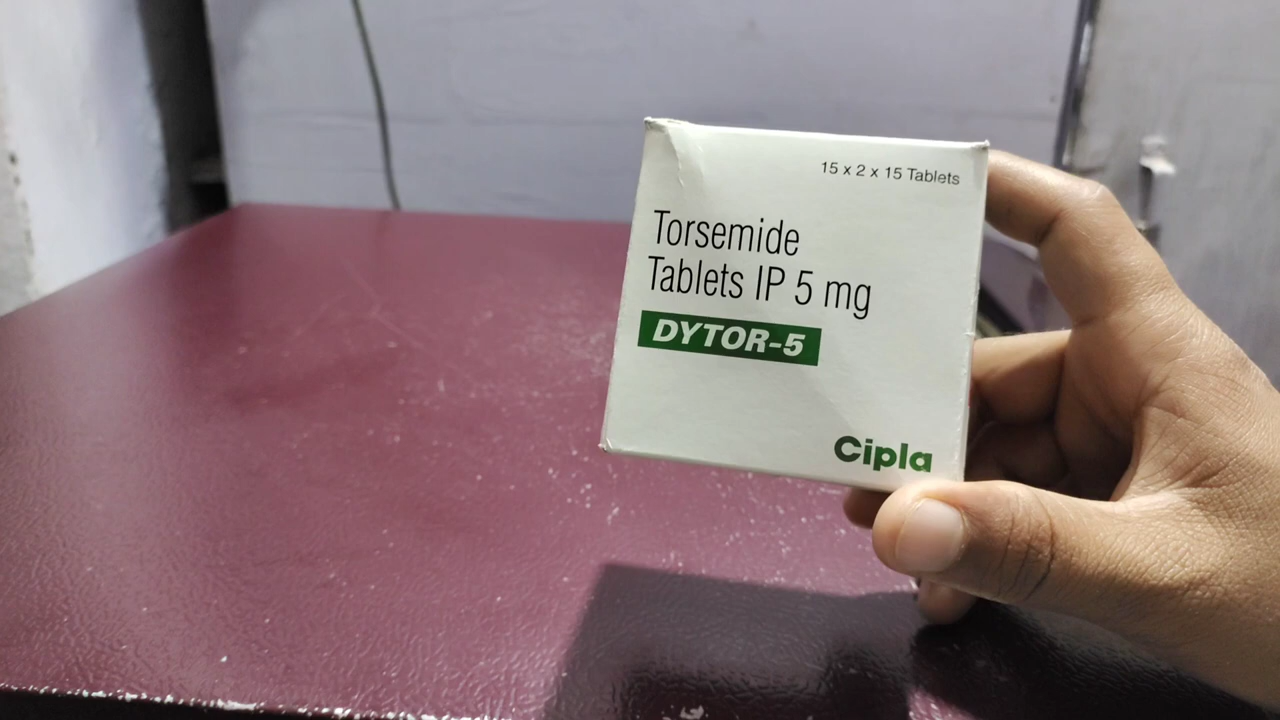 15 x 2 x 15 Tablets
Torsemide
Tablets IP 5 mg
DYTOR-5
Cipla